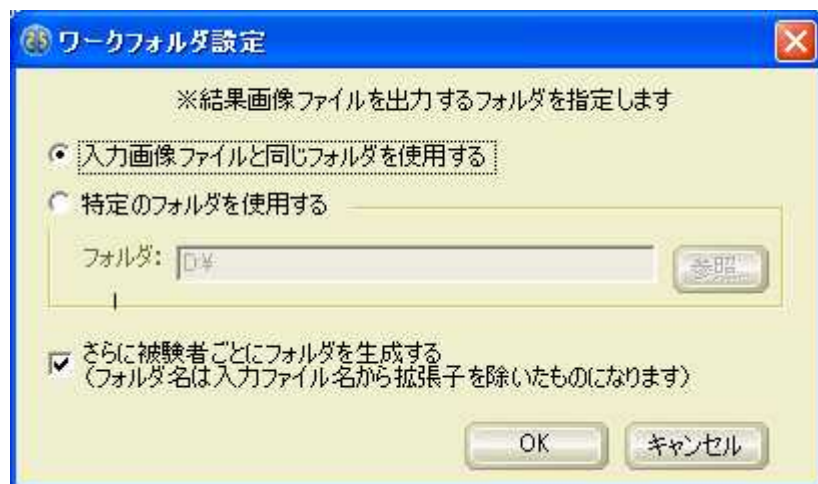 ワークフォルダ設定
※結果画像ファイルを出力するフォルダを指定します
入力画像ファイルと同じフォルダを使用する
特定のフォルダを使用する
フォルダ: D:¥ 参照...
さらに被験者ごとにフォルダを生成する
(フォルダ名は入力ファイル名から拡張子を除いたものになります)
OK キャンセル